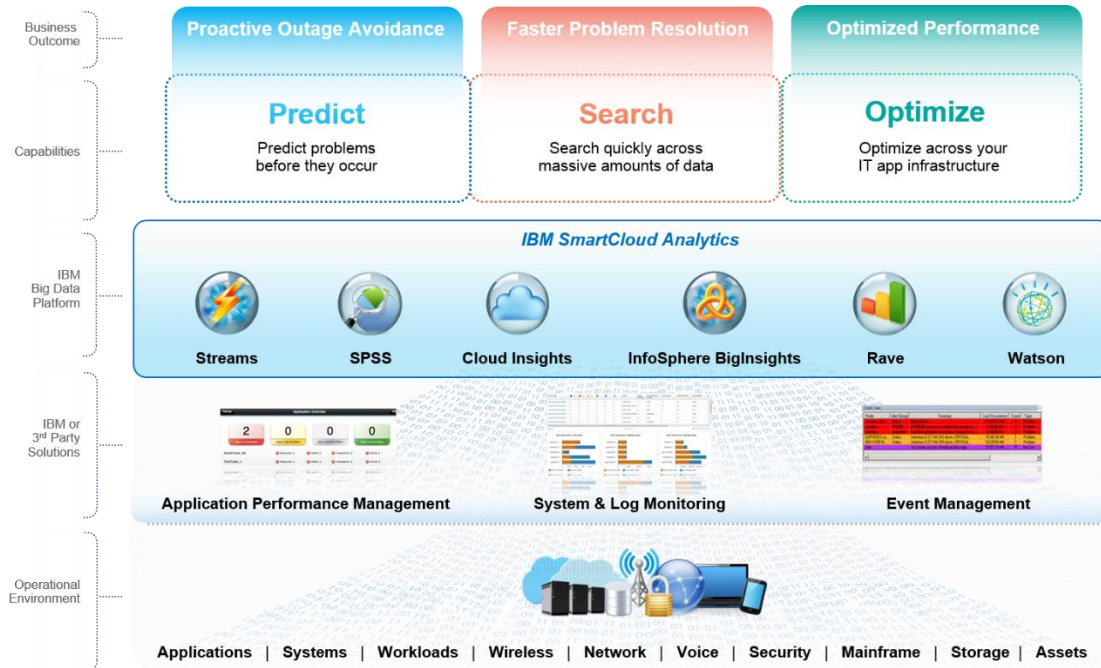 Business
Outcome
Proactive Outage Avoidance
Faster Problem Resolution
Optimized Performance
Capabilities
Predict
Predict problems
before they occur
Search
Search quickly across
massive amounts of data
Optimize
Optimize across your
IT app infrastructure
IBM
Big Data
Platform
IBM SmartCloud Analytics
Streams
SPSS
Cloud Insights
InfoSphere BigInsights
Rave
Watson
IBM or
3rd Party
Solutions
Application Overview
2
0
0
0
Application Performance Management
System & Log Monitoring
Event Management
Operational
Environment
Applications | Systems | Workloads | Wireless | Network | Voice | Security | Mainframe | Storage | Assets